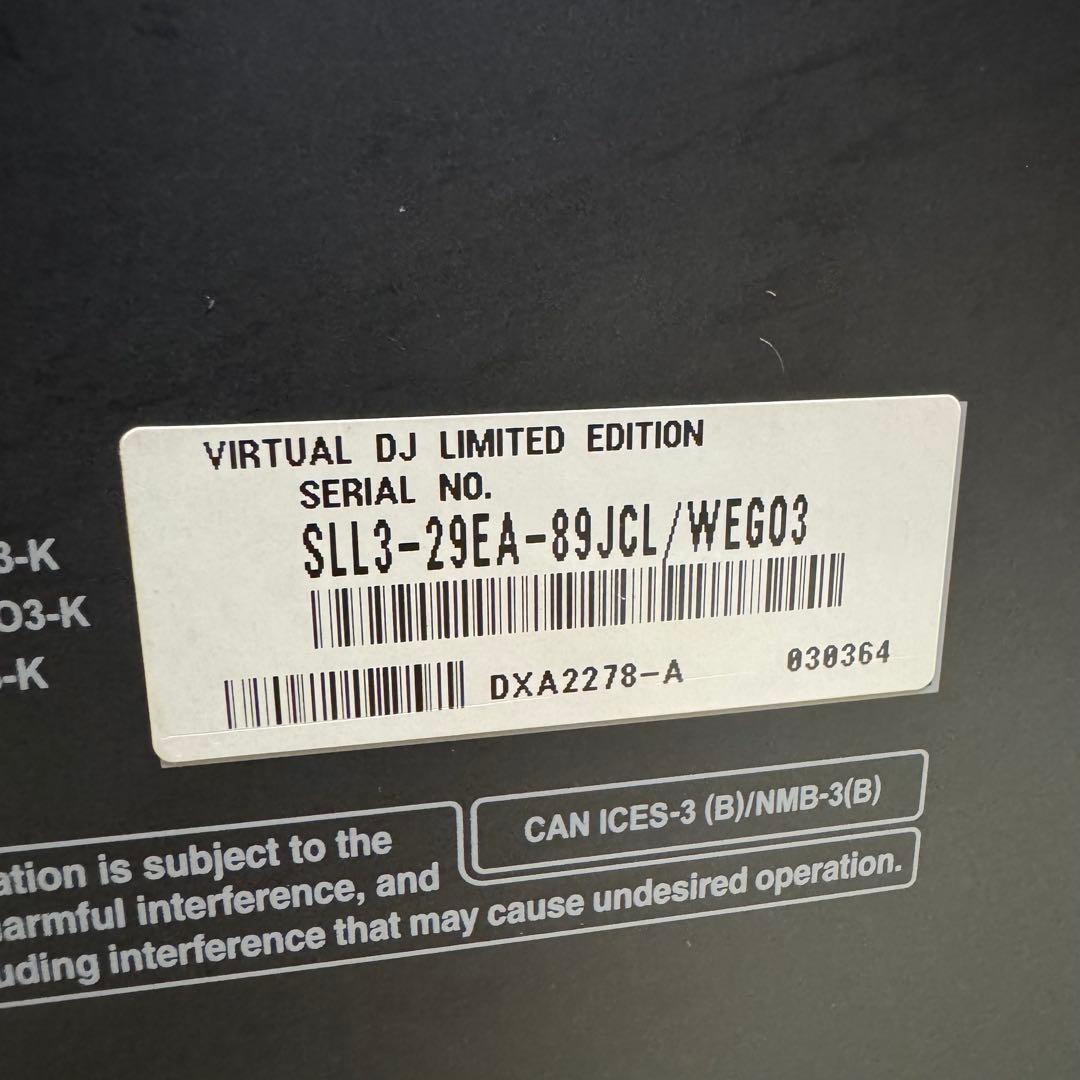 VIRTUAL DJ LIMITED EDITION
SERIAL NO.
SLL3-29EA-89JCL/WEGO3
DXA2278-A
030364
3-K
O3-K
-K
CAN ICES-3 (B)/NMB-3(B)
ation is subject to the
armful interference, and
uding interference that may cause undesired operation.